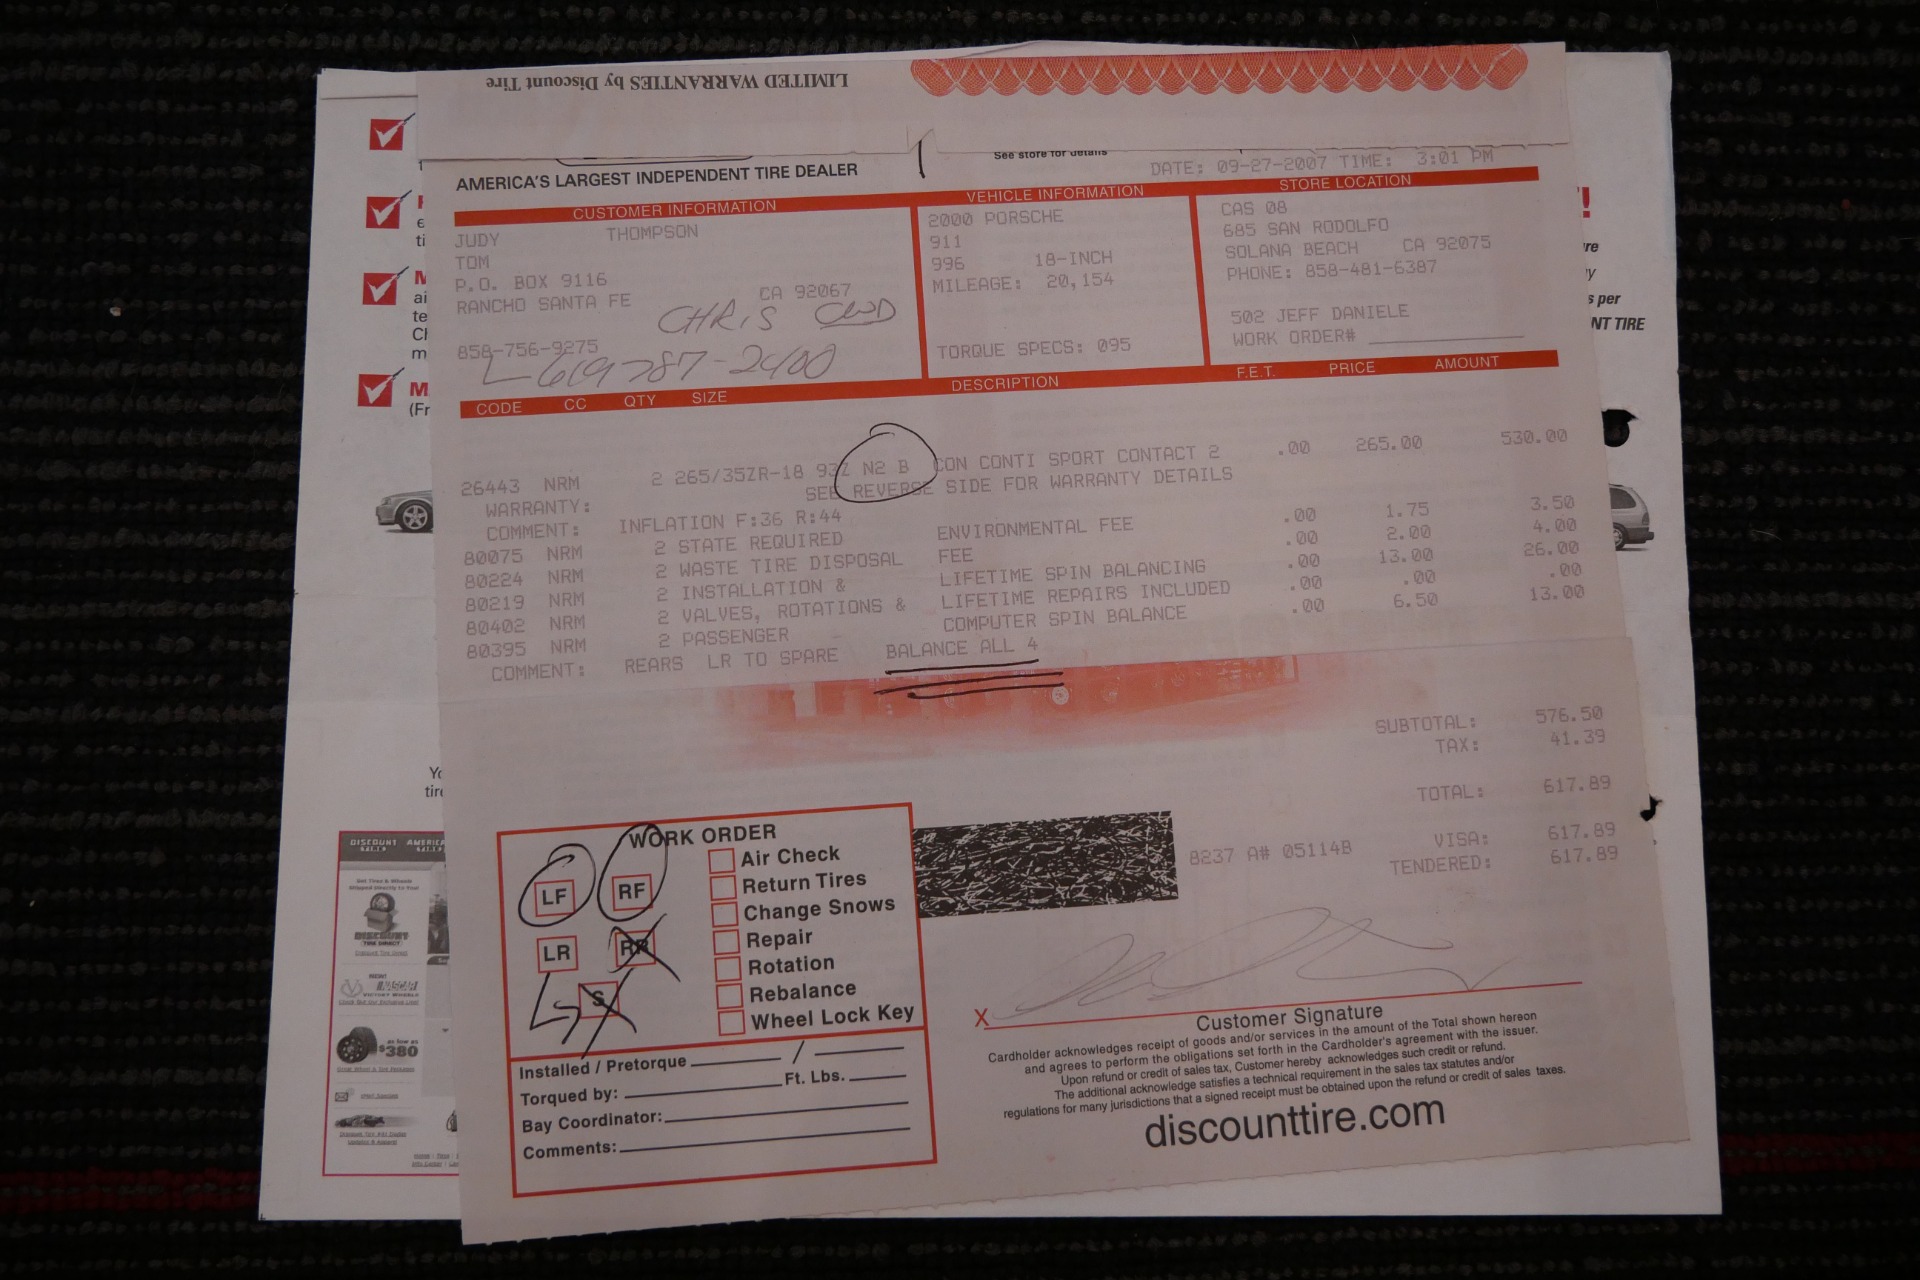 LIMITED WARRANTIES by Discount Tire
AMERICA'S LARGEST INDEPENDENT TIRE DEALER
See store for details
DATE: 09-27-2007 TIME: 3:01 PM
CUSTOMER INFORMATION VEHICLE INFORMATION STORE LOCATION
JUDY THOMPSON
TOM
P.O. BOX 9116
RANCHO SANTA FE CA 92067
CHRIS
858-756-9275
619 787-2400
2000 PORSCHE
911
996 18-INCH
MILEAGE: 20,154
TORQUE SPECS: 095
CAS 08
685 SAN RODOLFO
SOLANA BEACH CA 92075
PHONE: 858-481-6387
502 JEFF DANIELE
WORK ORDER#
CODE CC QTY SIZE DESCRIPTION F.E.T. PRICE AMOUNT
26443 NRM 2 265/35ZR-18 93Z N2 B CON CONTI SPORT CONTACT 2 .00 265.00 530.00
WARRANTY: SEE REVERSE SIDE FOR WARRANTY DETAILS
COMMENT: INFLATION F:36 R:44
80075 NRM 2 STATE REQUIRED ENVIRONMENTAL FEE .00 1.75 3.50
80224 NRM 2 WASTE TIRE DISPOSAL FEE .00 2.00 4.00
80219 NRM 2 INSTALLATION & LIFETIME SPIN BALANCING .00 13.00 26.00
80402 NRM 2 VALVES, ROTATIONS & LIFETIME REPAIRS INCLUDED .00 .00 .00
80395 NRM 2 PASSENGER COMPUTER SPIN BALANCE .00 6.50 13.00
COMMENT: REARS LR TO SPARE BALANCE ALL 4
SUBTOTAL: 576.50
TAX: 41.39
TOTAL: 617.89
8237 A# 05114B VISA: 617.89
TENDERED: 617.89
WORK ORDER
LF RF
LR RR
S
Air Check
Return Tires
Change Snows
Repair
Rotation
Rebalance
Wheel Lock Key
Installed / Pretorque /
Torqued by: Ft. Lbs.
Bay Coordinator:
Comments:
X
Customer Signature
Cardholder acknowledges receipt of goods and/or services in the amount of the Total shown hereon
and agrees to perform the obligations set forth in the Cardholder's agreement with the issuer.
Upon refund or credit of sales tax, Customer hereby acknowledges such credit or refund.
The additional acknowledge satisfies a technical requirement in the sales tax statutes and/or
regulations for many jurisdictions that a signed receipt must be obtained upon the refund or credit of sales taxes.
discounttire.com
s per
NT TIRE
DISCOUNT
DISCOUNT
TIRE DIRECT
NASCAR
as low as
$380